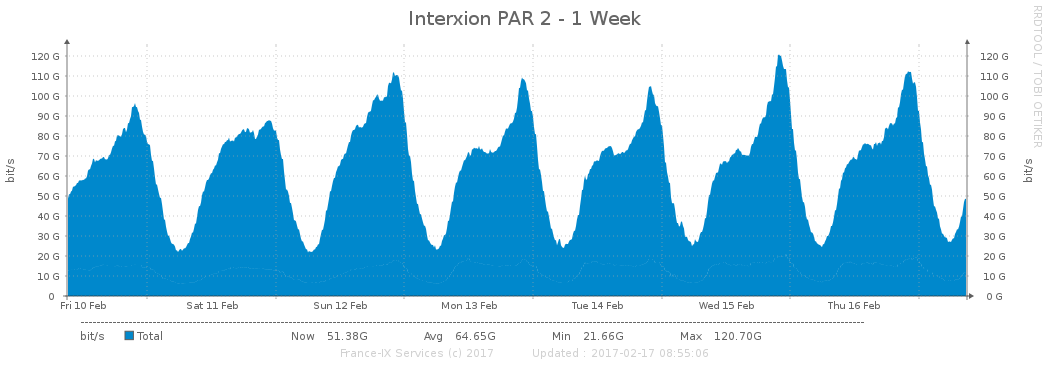 Interxion PAR 2 - 1 Week
RRDTOOL / TOBI OETIKER
bit/s
120 G
110 G
100 G
90 G
80 G
70 G
60 G
50 G
40 G
30 G
20 G
10 G
0
120 G
110 G
100 G
90 G
80 G
70 G
60 G
50 G
40 G
30 G
20 G
10 G
0 G
bit/s
Fri 10 Feb Sat 11 Feb Sun 12 Feb Mon 13 Feb Tue 14 Feb Wed 15 Feb Thu 16 Feb
bit/s Total Now 51.38G Avg 64.65G Min 21.66G Max 120.70G
France-IX Services (c) 2017 Updated : 2017-02-17 08:55:06